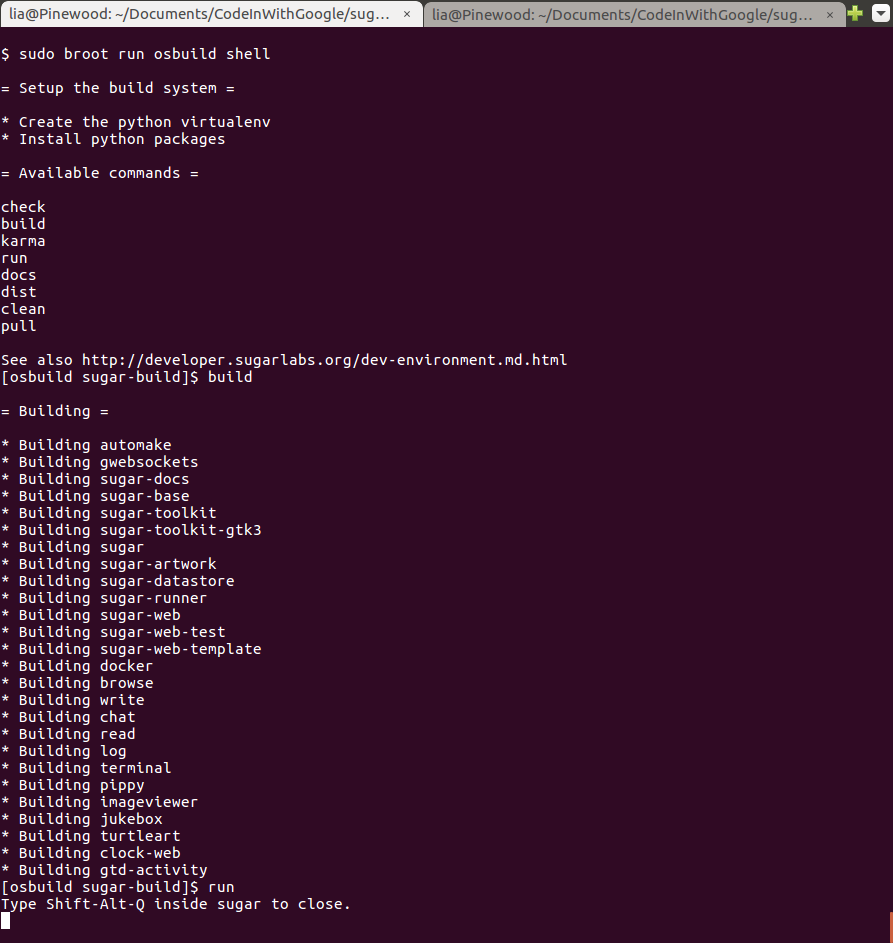 lia@Pinewood: ~/Documents/CodeInWithGoogle/sug... × lia@Pinewood: ~/Documents/CodeInWithGoogle/sug... ×
$ sudo broot run osbuild shell
= Setup the build system =
* Create the python virtualenv
* Install python packages
= Available commands =
check
build
karma
run
docs
dist
clean
pull
See also http://developer.sugarlabs.org/dev-environment.md.html
[osbuild sugar-build]$ build
= Building =
* Building automake
* Building gwebsockets
* Building sugar-docs
* Building sugar-base
* Building sugar-toolkit
* Building sugar-toolkit-gtk3
* Building sugar
* Building sugar-artwork
* Building sugar-datastore
* Building sugar-runner
* Building sugar-web
* Building sugar-web-test
* Building sugar-web-template
* Building docker
* Building browse
* Building write
* Building chat
* Building read
* Building log
* Building terminal
* Building pippy
* Building imageviewer
* Building jukebox
* Building turtleart
* Building clock-web
* Building gtd-activity
[osbuild sugar-build]$ run
Type Shift-Alt-Q inside sugar to close.